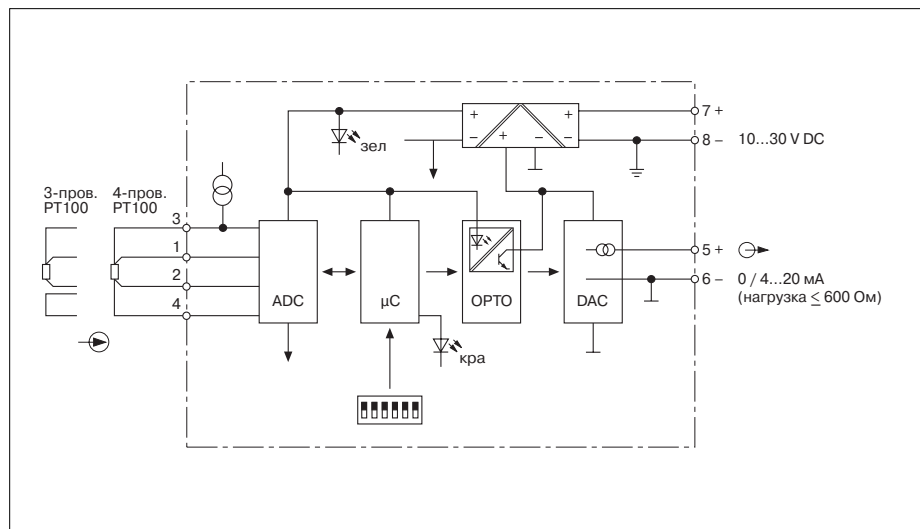 7 +
+ + −
зел
− + − −
8 − 10...30 V DC
3-пров. 4-пров.
PT100 PT100
3
1
2
4
5 +
6 −
0 / 4...20 мА
(нагрузка ≤ 600 Ом)
ADC µC OPTO DAC
кра